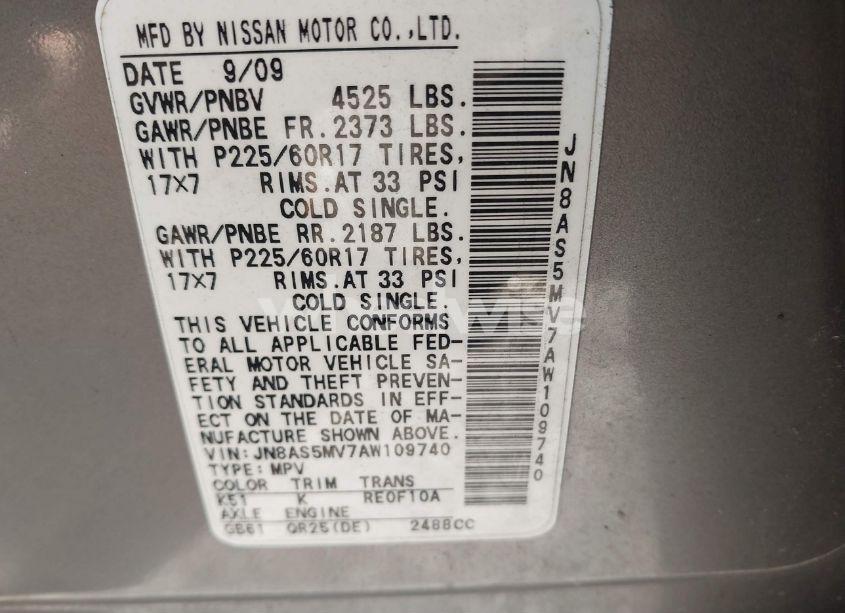 MFD BY NISSAN MOTOR CO.,LTD.
DATE 9/09
GVWR/PNBV 4525 LBS.
GAWR/PNBE FR.2373 LBS.
WITH P225/60R17 TIRES,
17X7 RIMS.AT 33 PSI
COLD SINGLE.
GAWR/PNBE RR.2187 LBS.
WITH P225/60R17 TIRES,
17X7 RIMS.AT 33 PSI
COLD SINGLE.
THIS VEHICLE CONFORMS
TO ALL APPLICABLE FED-
ERAL MOTOR VEHICLE SA-
FETY AND THEFT PREVEN-
TION STANDARDS IN EFF-
ECT ON THE DATE OF MA-
NUFACTURE SHOWN ABOVE.
VIN:JN8AS5MV7AW109740
TYPE:MPV
COLOR TRIM TRANS
K51 K RE0F10A
AXLE ENGINE
GB61 QR25(DE) 2488CC
JN8AS5MV7AW109740